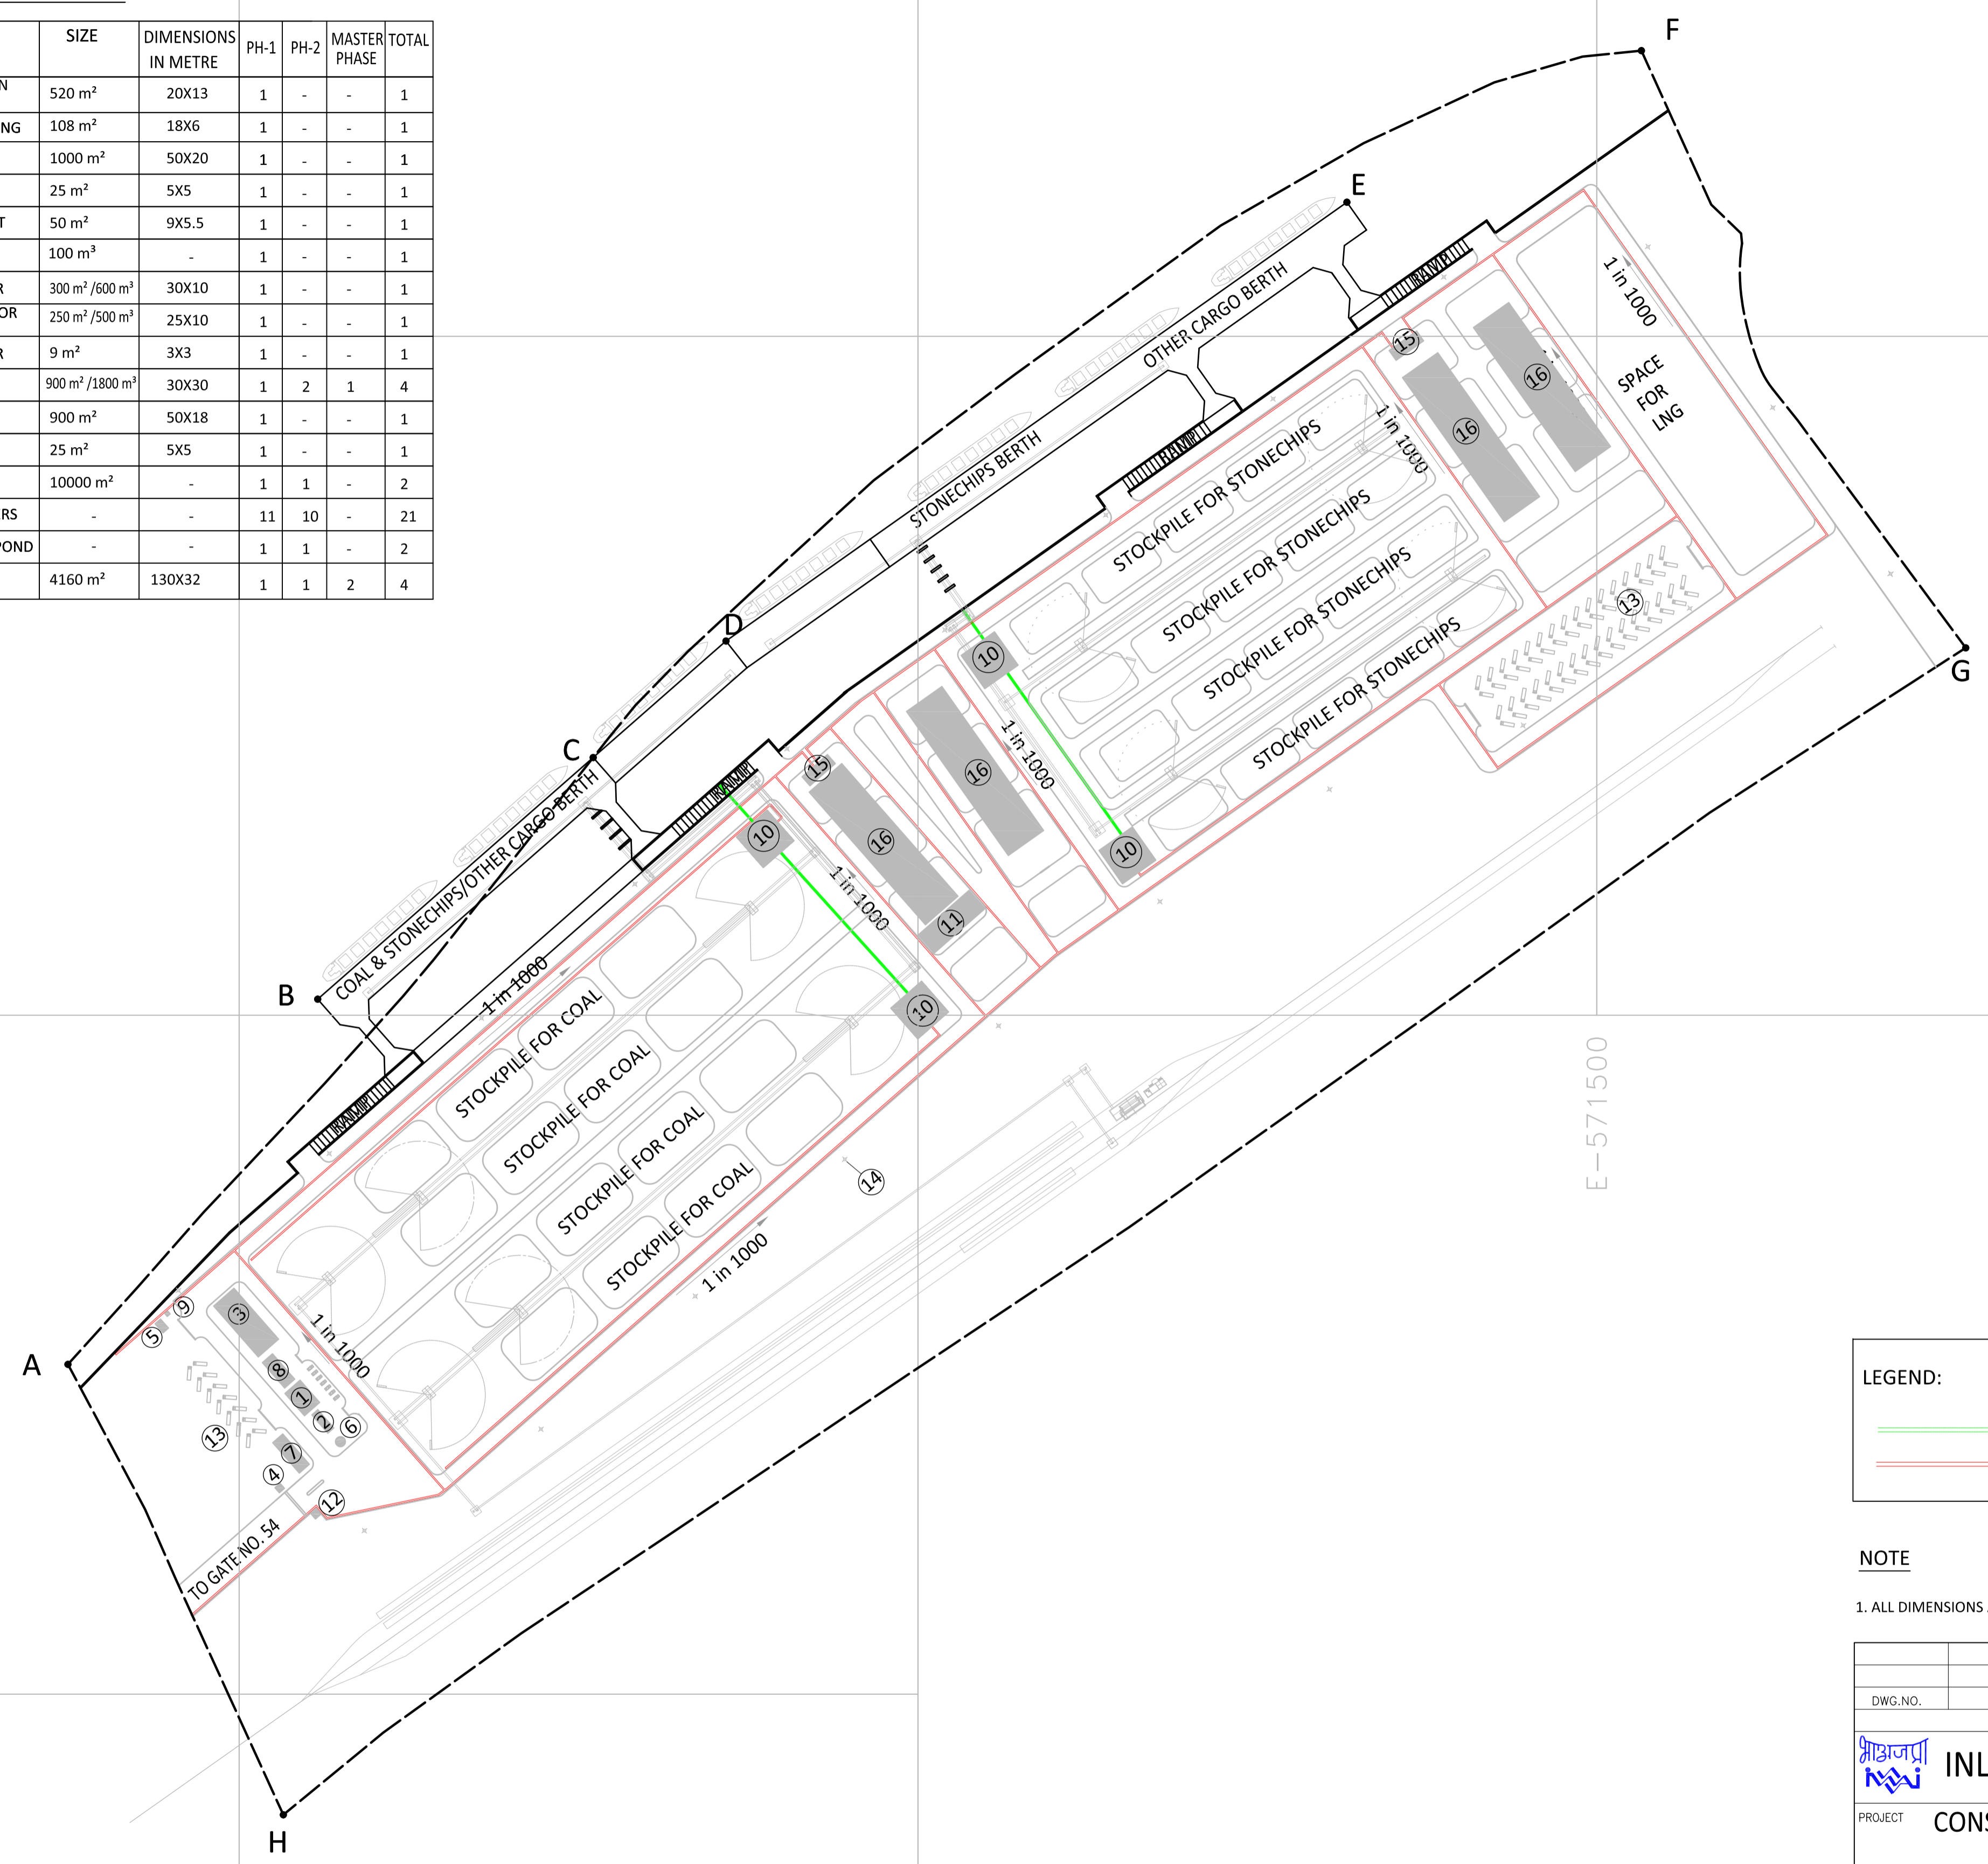 SIZE DIMENSIONS IN METRE PH-1 PH-2 MASTER PHASE TOTAL
N 520 m² 20X13 1 - - 1
NG 108 m² 18X6 1 - - 1
1000 m² 50X20 1 - - 1
25 m² 5X5 1 - - 1
T 50 m² 9X5.5 1 - - 1
100 m³ - 1 - - 1
R 300 m² /600 m³ 30X10 1 - - 1
OR 250 m² /500 m³ 25X10 1 - - 1
R 9 m² 3X3 1 - - 1
900 m² /1800 m³ 30X30 1 2 1 4
900 m² 50X18 1 - - 1
25 m² 5X5 1 - - 1
10000 m² - 1 1 - 2
RS - - 11 10 - 21
POND - - 1 1 - 2
4160 m² 130X32 1 1 2 4
F
E
OTHER CARGO BERTH
RAMP
1 in 1000
SPACE
FOR
LNG
15
16
16
STONECHIPS BERTH
RAMP
1 in 1000
STOCKPILE FOR STONECHIPS
STOCKPILE FOR STONECHIPS
STOCKPILE FOR STONECHIPS
STOCKPILE FOR STONECHIPS
13
G
D
10
1 in 1000
10
C
COAL & STONECHIPS/OTHER CARGO BERTH
RAMP
15
16
16
10
1 in 1000
11
10
B
1 in 1000
RAMP
STOCKPILE FOR COAL
STOCKPILE FOR COAL
STOCKPILE FOR COAL
STOCKPILE FOR COAL
14
1 in 1000
E-571500
A
9
5
3
1 in 1000
8
1
2
6
13
7
4
12
TO GATE NO. 54
H
LEGEND:
NOTE
1. ALL DIMENSIONS
DWG.NO.
भाअजप्रा
iwai
INL
PROJECT CONS